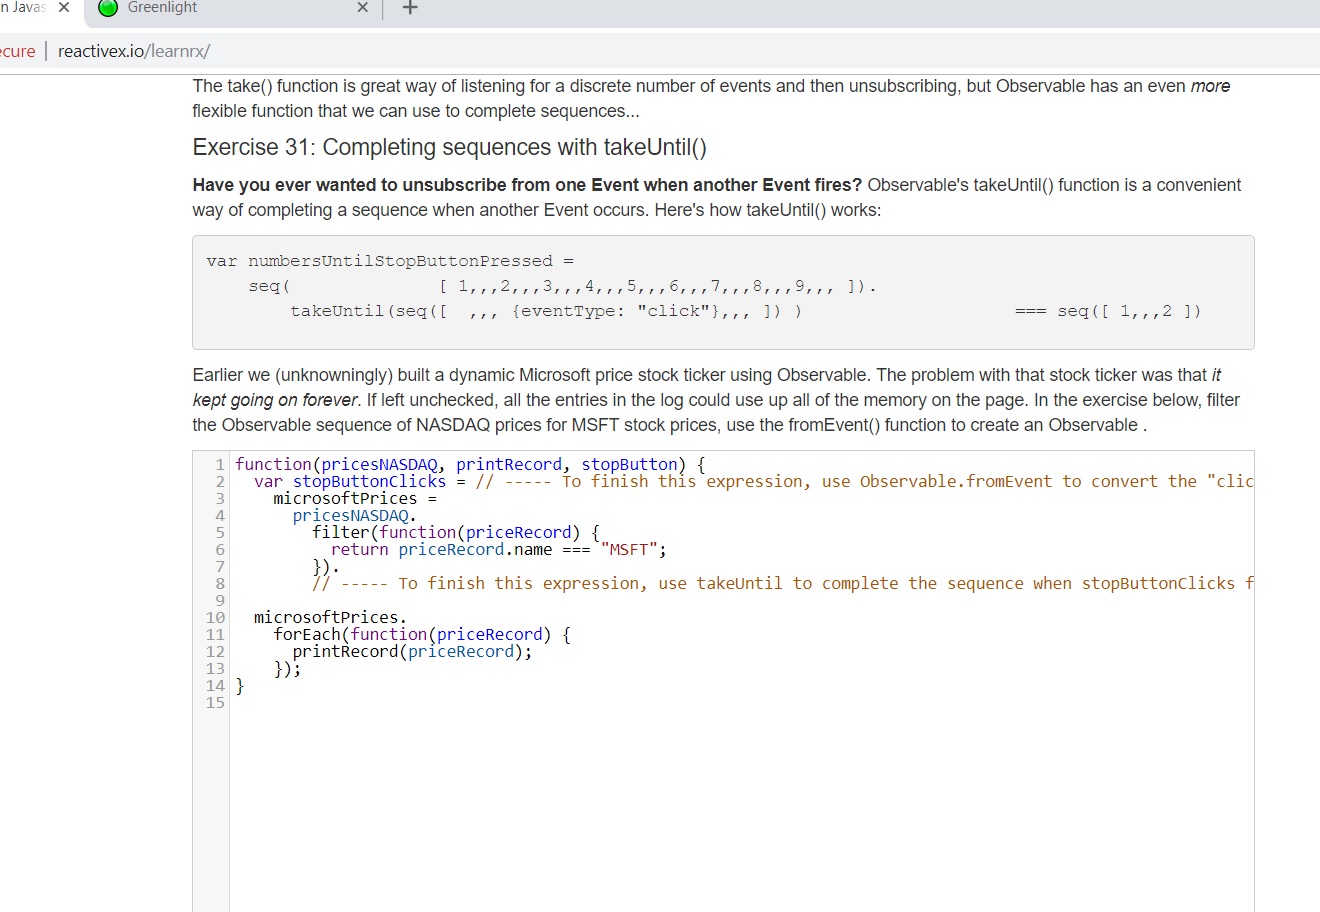 n Javas
Greenlight
ecure | reactivex.io/learnrx/
The take() function is great way of listening for a discrete number of events and then unsubscribing, but Observable has an even more
flexible function that we can use to complete sequences...
Exercise 31: Completing sequences with takeUntil()
Have you ever wanted to unsubscribe from one Event when another Event fires? Observable's takeUntil() function is a convenient
way of completing a sequence when another Event occurs. Here's how takeUntil() works:
var numbersUntilStopButtonPressed =
    seq(              [ 1,,,2,,,3,,,4,,,5,,,6,,,7,,,8,,,9,,, ]).
        takeUntil(seq([  ,,, {eventType: "click"},,, ]) )                    === seq([ 1,,,2 ])
Earlier we (unknowningly) built a dynamic Microsoft price stock ticker using Observable. The problem with that stock ticker was that it
kept going on forever. If left unchecked, all the entries in the log could use up all of the memory on the page. In the exercise below, filter
the Observable sequence of NASDAQ prices for MSFT stock prices, use the fromEvent() function to create an Observable .
1 function(pricesNASDAQ, printRecord, stopButton) {
2   var stopButtonClicks = // ----- To finish this expression, use Observable.fromEvent to convert the "clic
3     microsoftPrices =
4       pricesNASDAQ.
5         filter(function(priceRecord) {
6           return priceRecord.name === "MSFT";
7         }).
8         // ----- To finish this expression, use takeUntil to complete the sequence when stopButtonClicks f
9
10   microsoftPrices.
11     forEach(function(priceRecord) {
12       printRecord(priceRecord);
13     });
14 }
15